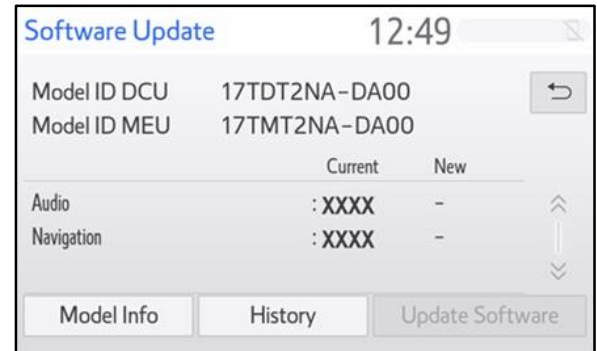 Software Update 12:49
Model ID DCU 17TDT2NA-DA00
Model ID MEU 17TMT2NA-DA00
Current New
Audio : XXXX -
Navigation : XXXX -
Model Info History Update Software